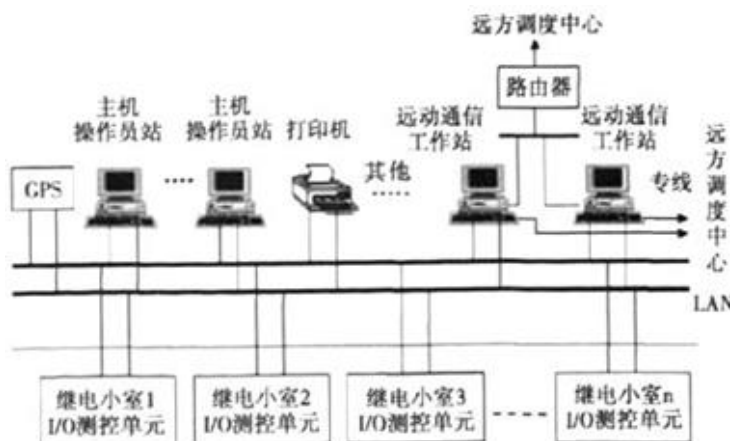 远方调度中心
路由器
主机
操作员站
主机
操作员站
打印机
远动通信
工作站
远动通信
工作站
其他
专线
远方调度中心
GPS
LAN
继电小室1
I/O测控单元
继电小室2
I/O测控单元
继电小室3
I/O测控单元
继电小室n
I/O测控单元